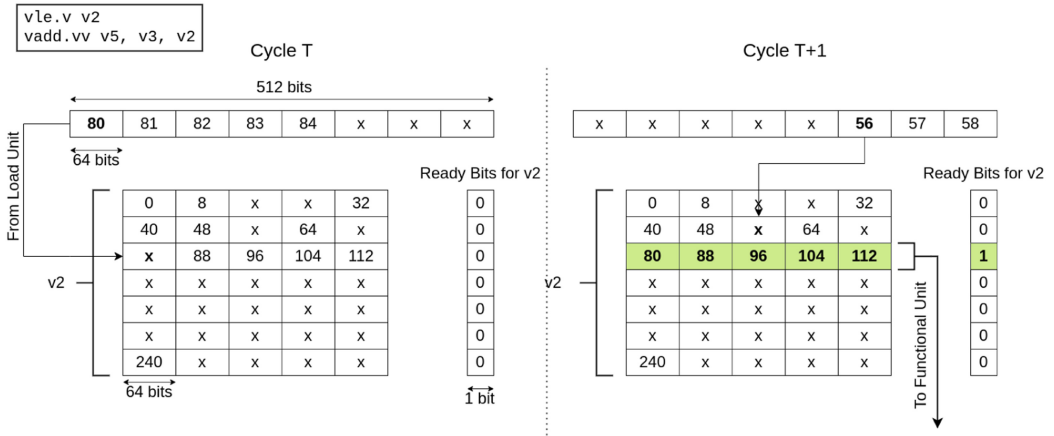 vle.v v2
vadd.vv v5, v3, v2
Cycle T
Cycle T+1
512 bits
80 81 82 83 84 x x x
x x x x x 56 57 58
64 bits
From Load Unit
Ready Bits for v2
Ready Bits for v2
v2
0 8 x x 32
40 48 x 64 x
x 88 96 104 112
x x x x x
x x x x x
x x x x x
240 x x x x
0
0
0
0
0
0
0
64 bits
1 bit
v2
0 8 x x 32
40 48 x 64 x
80 88 96 104 112
x x x x x
x x x x x
x x x x x
240 x x x x
To Functional Unit
0
0
1
0
0
0
0